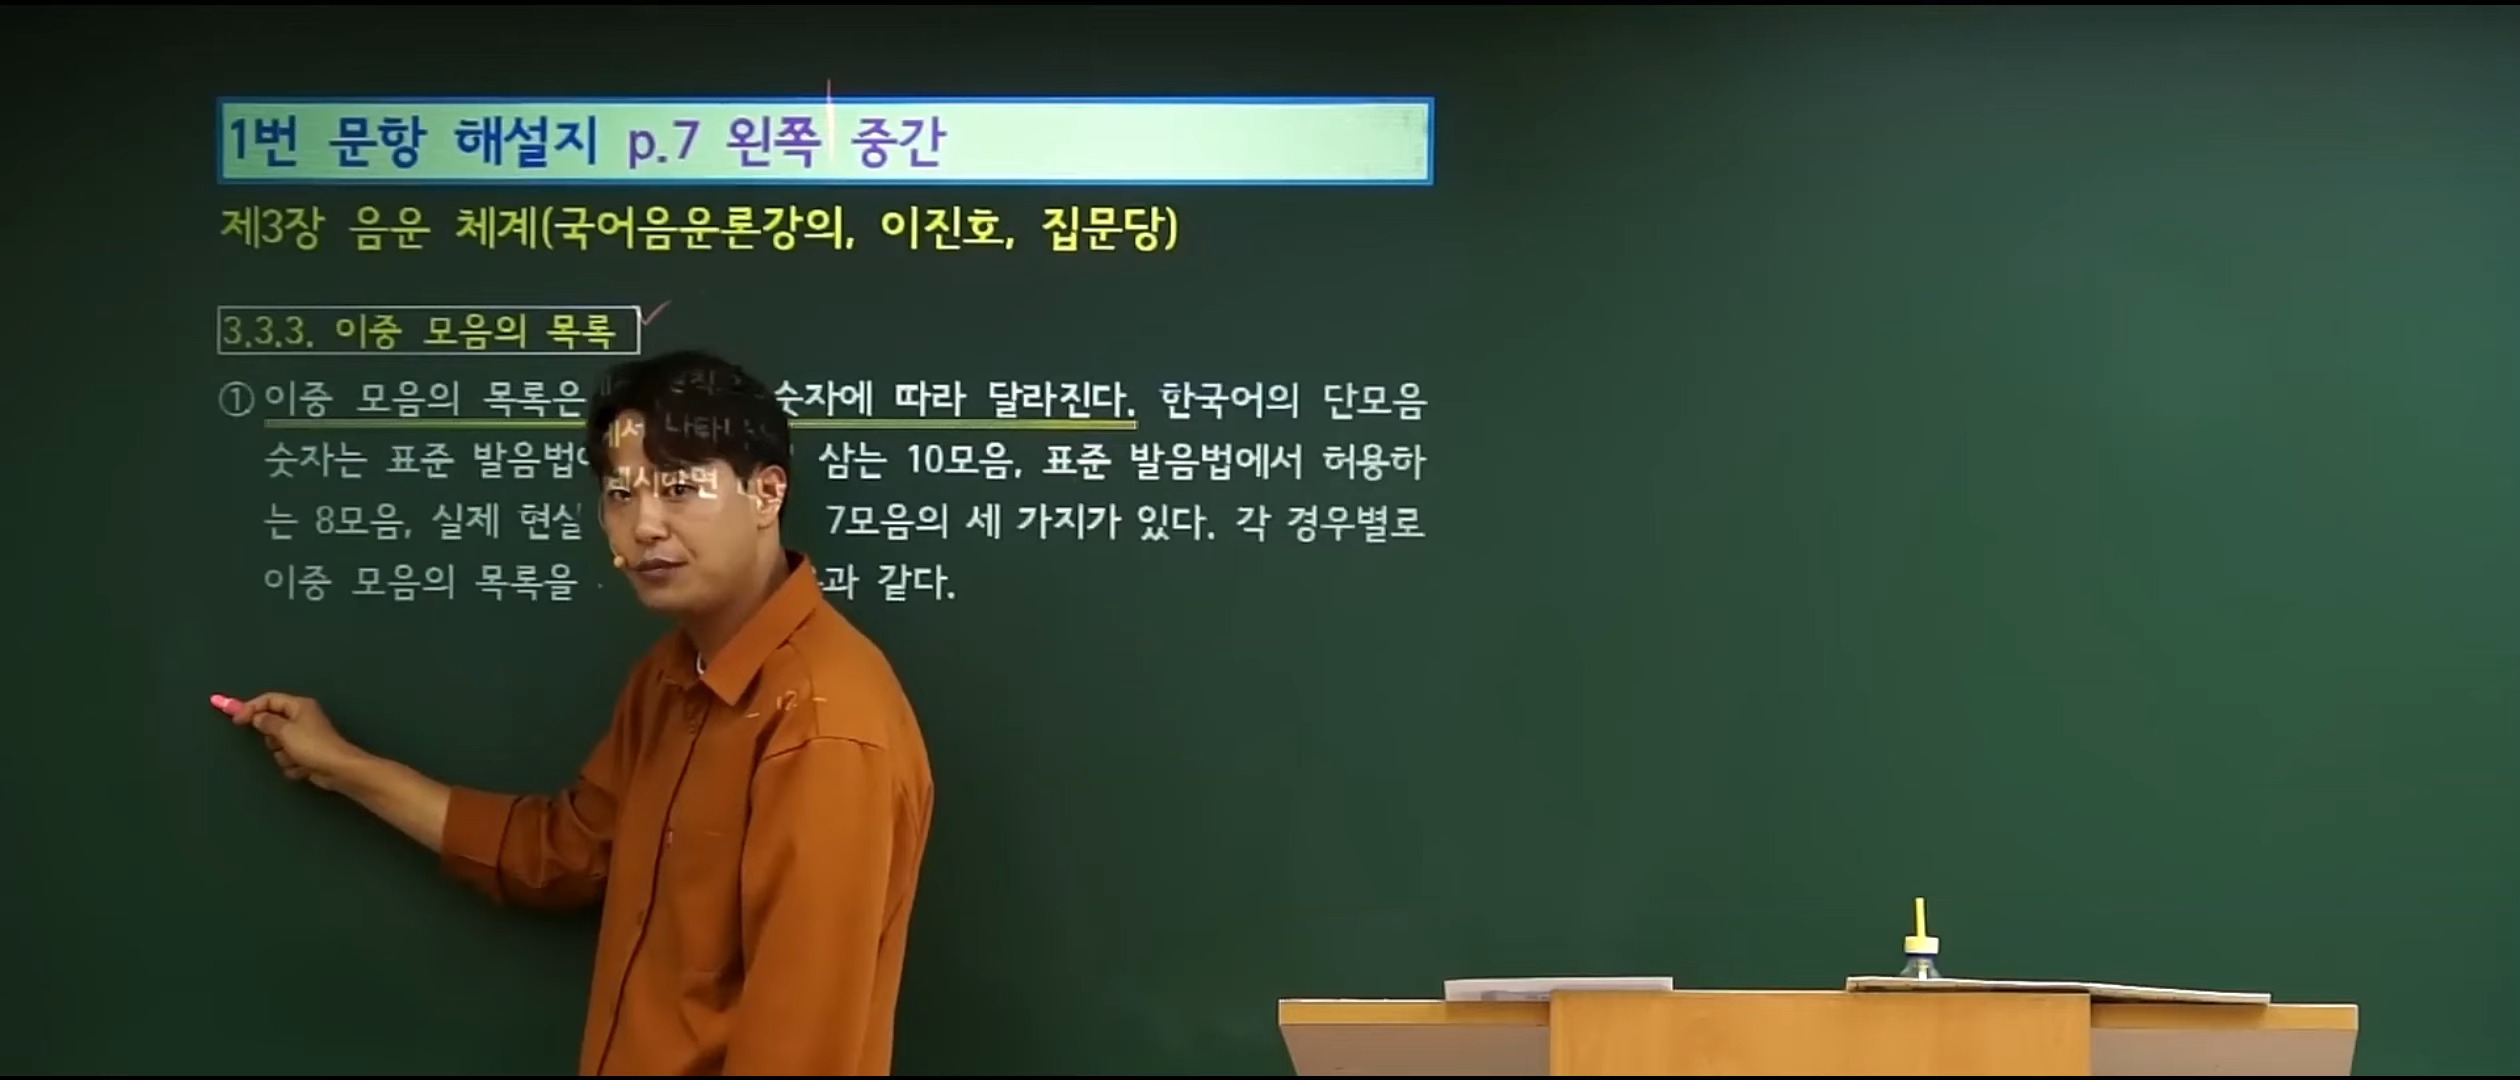 1번 문항 해설지 p.7 왼쪽 중간
제3장 음운 체계(국어음운론강의, 이진호, 집문당)
3.3.3. 이중 모음의 목록
① 이중 모음의 목록은 숫자에 따라 달라진다. 한국어의 단모음
숫자는 표준 발음법 삼는 10모음, 표준 발음법에서 허용하
는 8모음, 실제 현실 7모음의 세 가지가 있다. 각 경우별로
이중 모음의 목록을 과 같다.